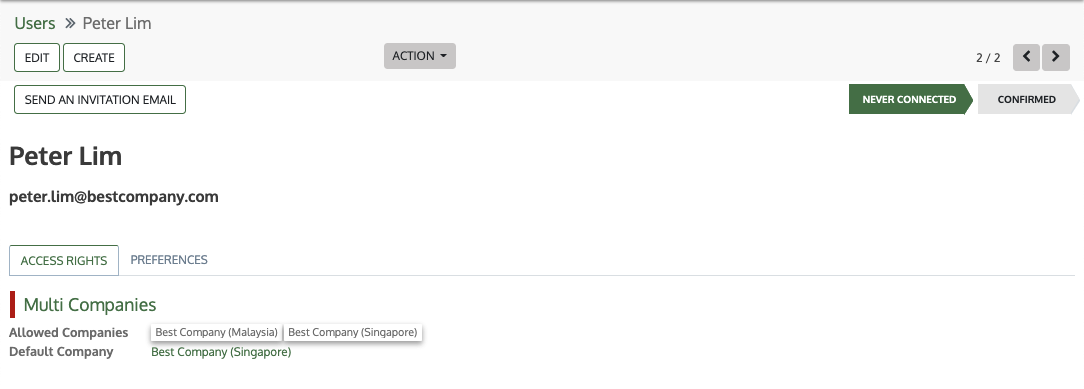 Users » Peter Lim
EDIT CREATE ACTION 2 / 2
SEND AN INVITATION EMAIL NEVER CONNECTED CONFIRMED
Peter Lim
peter.lim@bestcompany.com
ACCESS RIGHTS PREFERENCES
Multi Companies
Allowed Companies Best Company (Malaysia) Best Company (Singapore)
Default Company Best Company (Singapore)